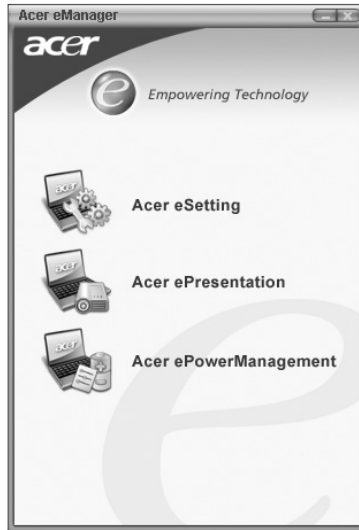 Acer eManager
acer
e Empowering Technology
Acer eSetting
Acer ePresentation
Acer ePowerManagement